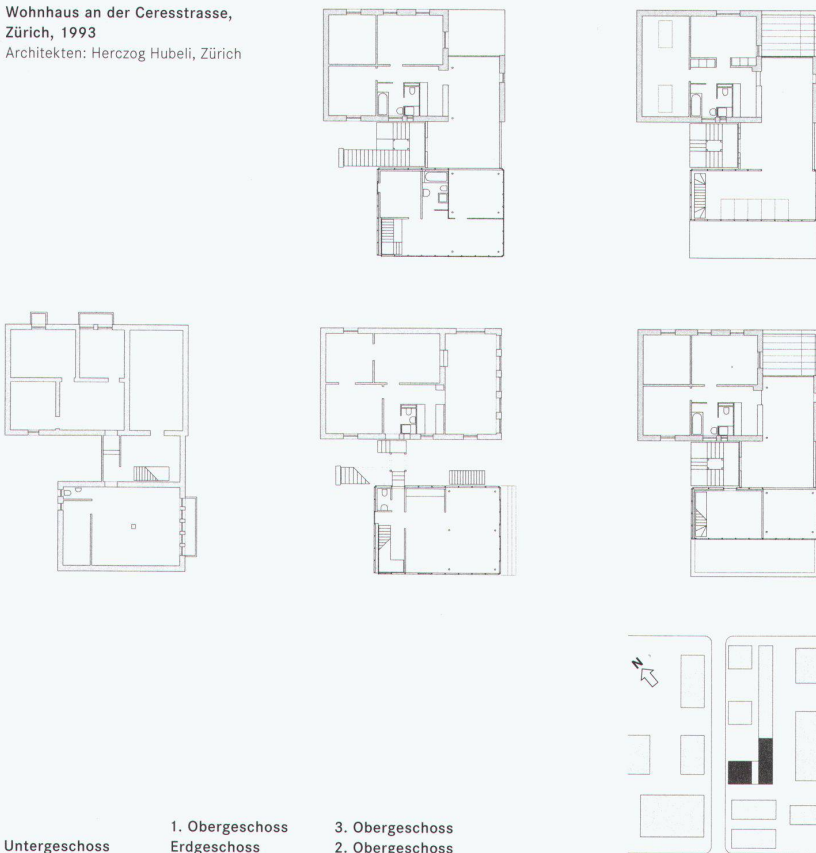 Wohnhaus an der Ceresstrasse,
Zürich, 1993
Architekten: Herczog Hubeli, Zürich
N
1. Obergeschoss
3. Obergeschoss
Untergeschoss
Erdgeschoss
2. Obergeschoss